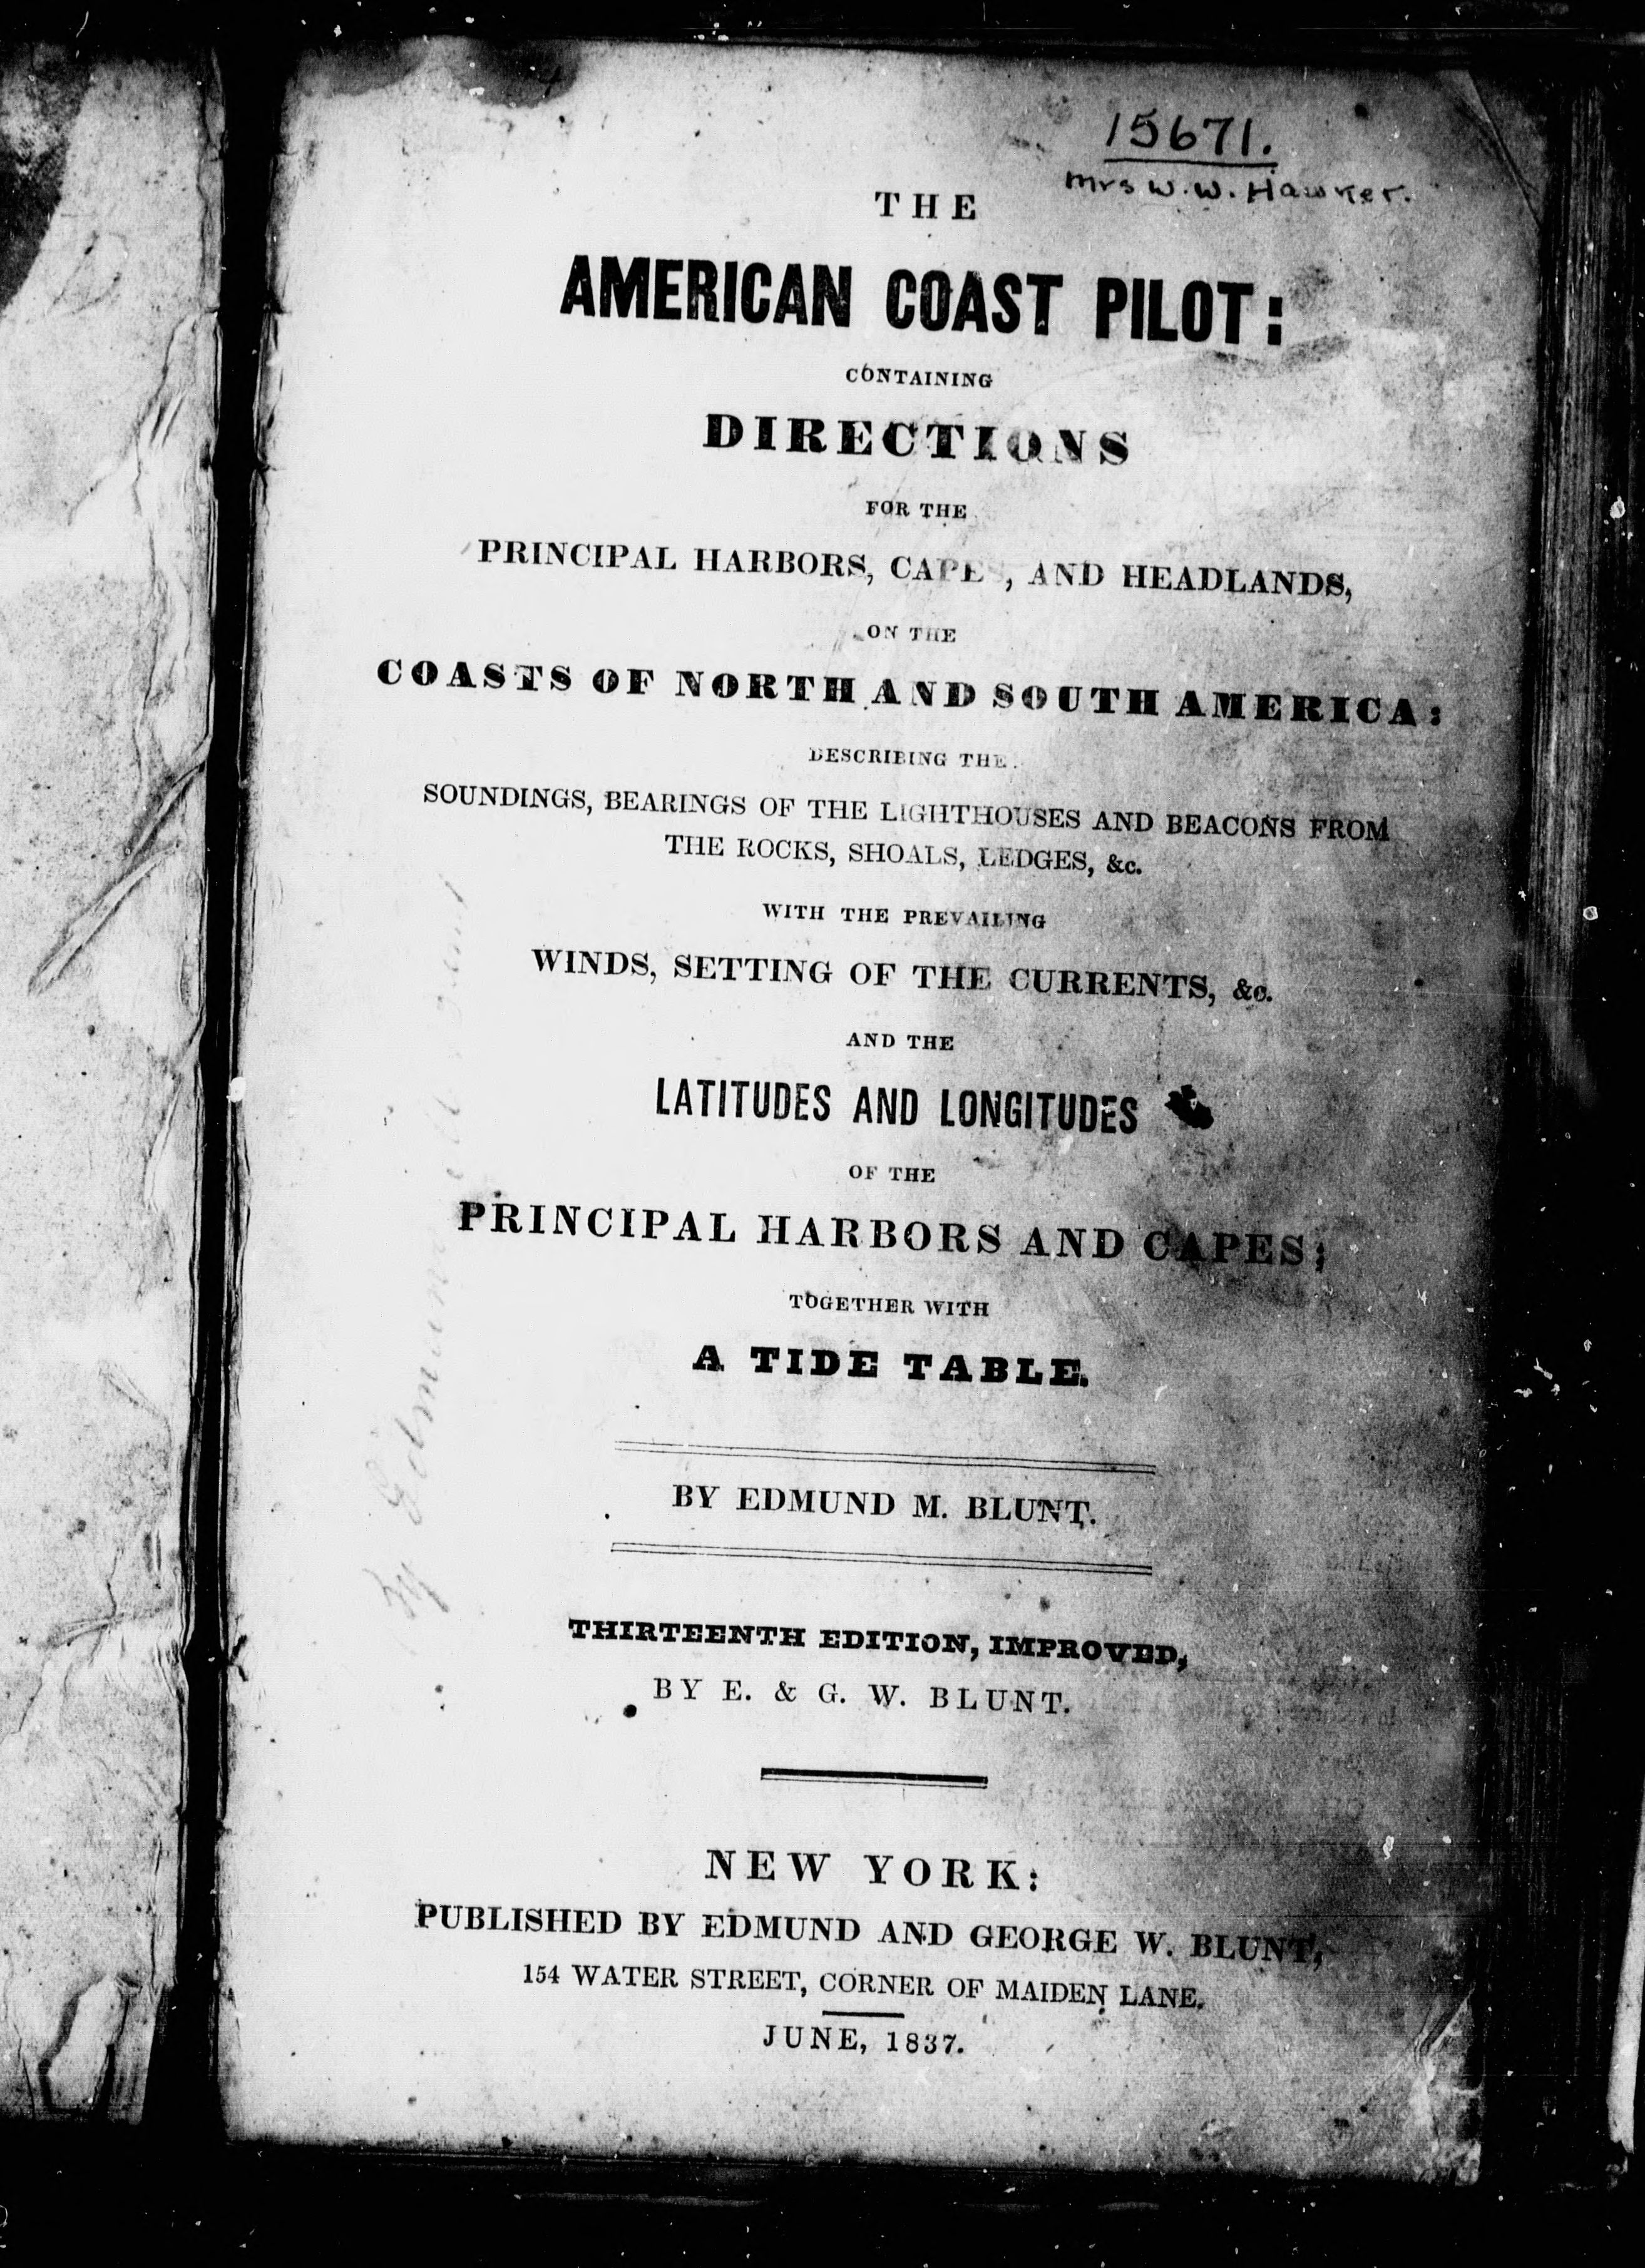 15671.
Mrs W. W. Hawker.
THE
AMERICAN COAST PILOT:
CONTAINING
DIRECTIONS
FOR THE
PRINCIPAL HARBORS, CAPES, AND HEADLANDS,
ON THE
COASTS OF NORTH AND SOUTH AMERICA:
DESCRIBING THE
SOUNDINGS, BEARINGS OF THE LIGHTHOUSES AND BEACONS FROM
THE ROCKS, SHOALS, LEDGES, &c.
WITH THE PREVAILING
WINDS, SETTING OF THE CURRENTS, &c.
AND THE
LATITUDES AND LONGITUDES
OF THE
PRINCIPAL HARBORS AND CAPES;
TOGETHER WITH
A TIDE TABLE.
BY EDMUND M. BLUNT.
THIRTEENTH EDITION, IMPROVED,
BY E. & G. W. BLUNT.
NEW YORK:
PUBLISHED BY EDMUND AND GEORGE W. BLUNT,
154 WATER STREET, CORNER OF MAIDEN LANE.
JUNE, 1837.
By Edmund